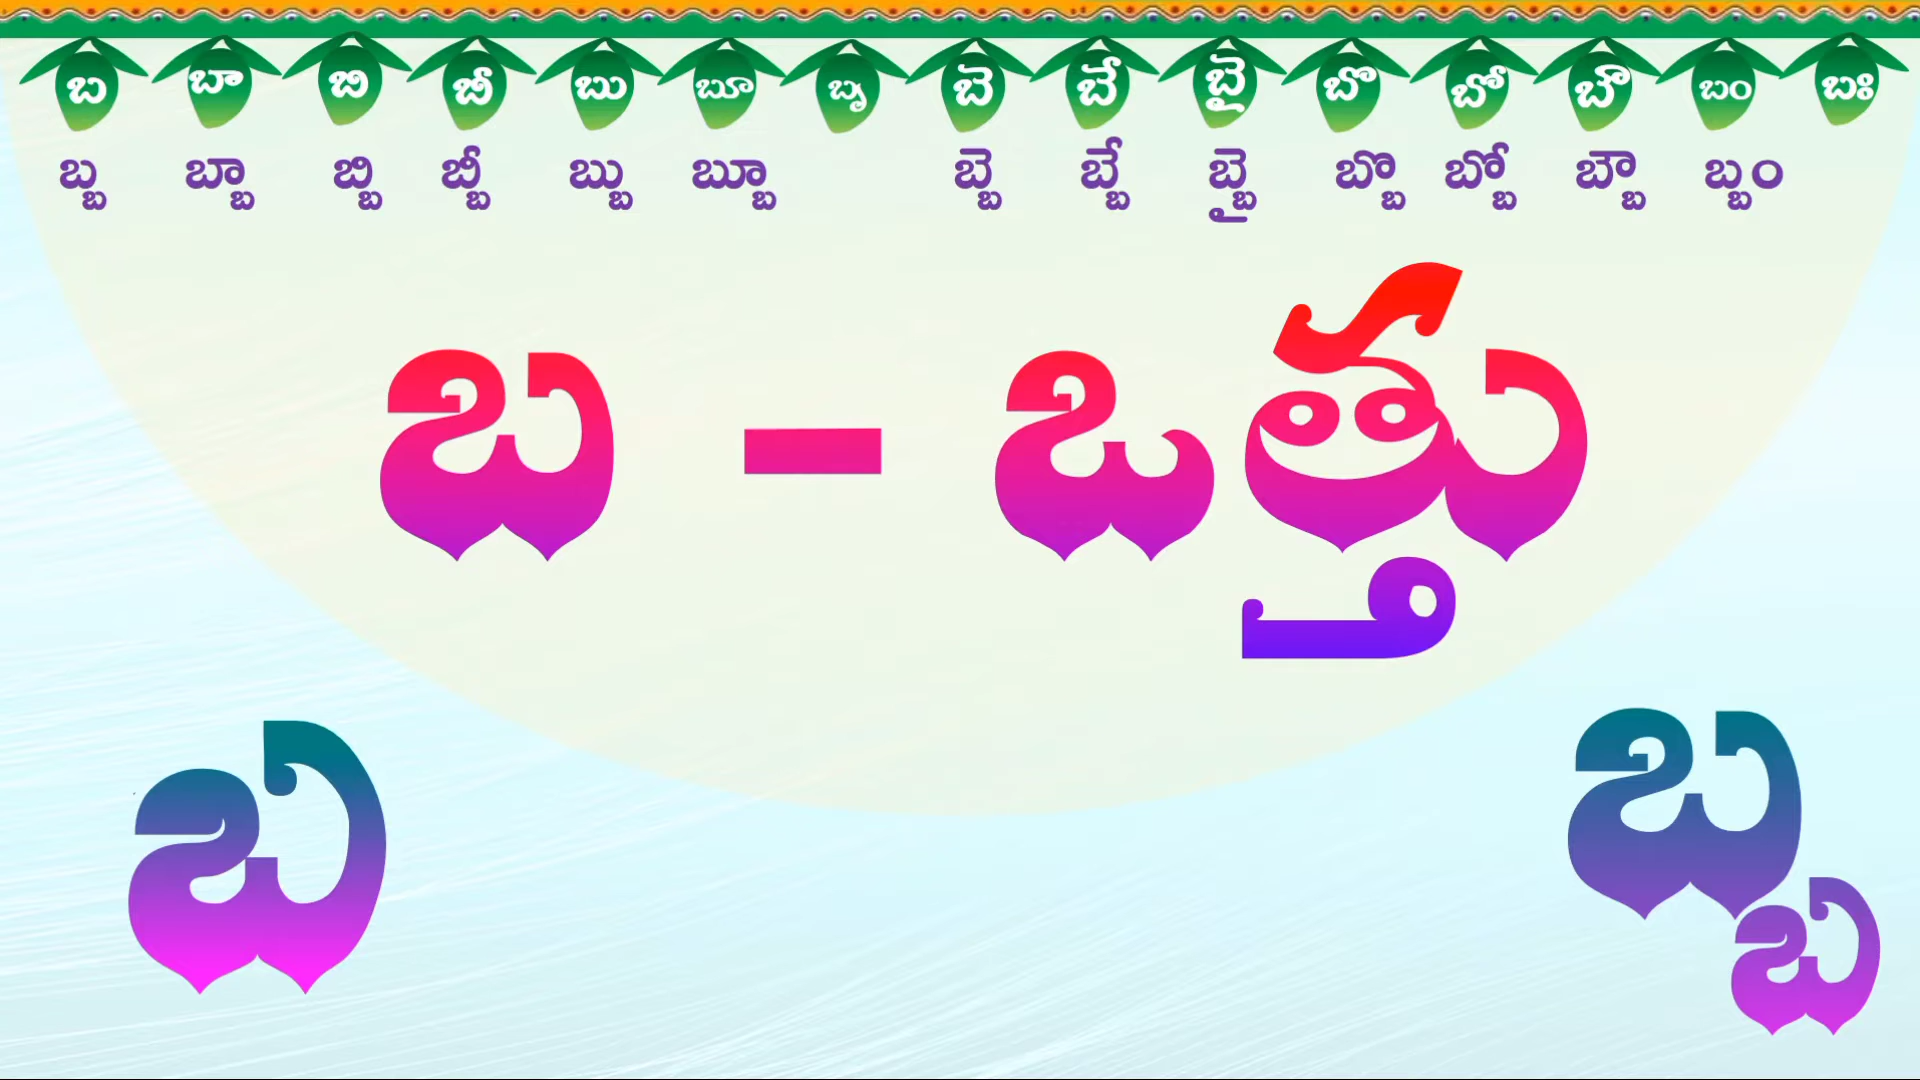 బ బా బి బీ బు బూ బృ బె బే బై బొ బో బౌ బం బః
బ్బ బ్బా బ్బి బ్బీ బ్బు బ్బూ బ్బె బ్బే బ్బై బ్బొ బ్బో బ్బౌ బ్బం
బ - ఒత్తు
బ బ్బ